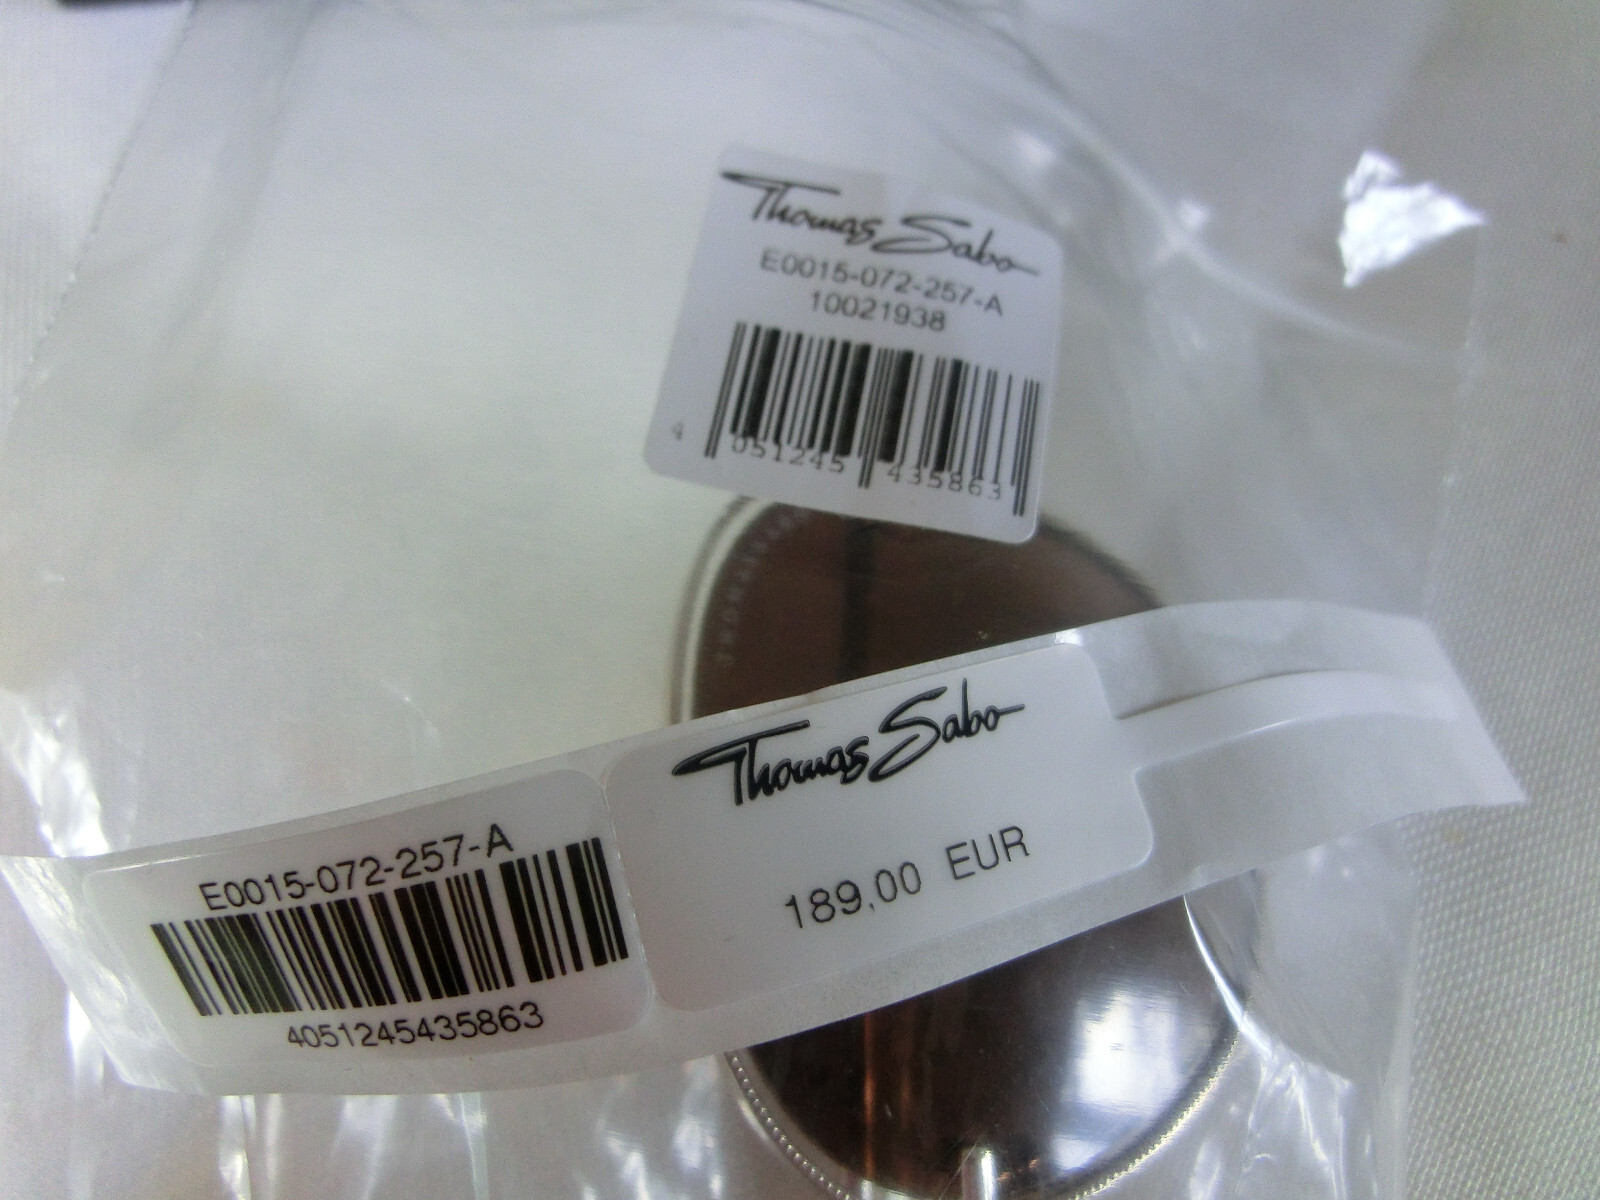 Thomas Sabo
E0015-072-257-A
10021938
4 051245 435863
Thomas Sabo
189,00 EUR
E0015-072-257-A
4051245435863